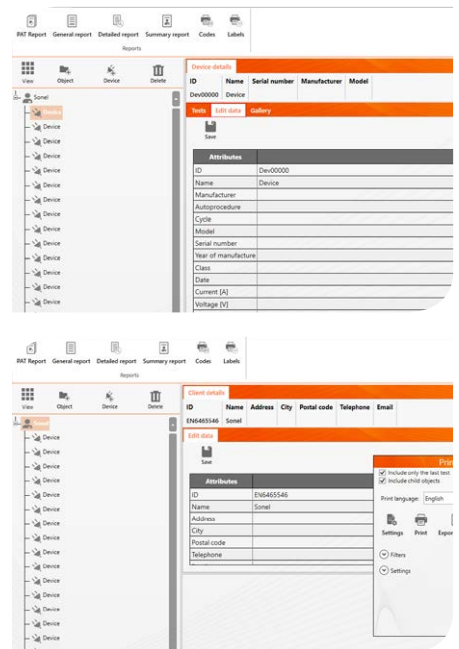 PAT Report General report Detailed report Summary report Codes Labels
Reports
View Object Device Delete
Device details
ID Name Serial number Manufacturer Model
Dev00000 Device
Sonel
Device
Tests Edit data Gallery
Device
Save
Device
Device
Attributes
Device
ID Dev00000
Device
Name Device
Manufacturer
Device
Autoprocedure
Device
Cycle
Model
Device
Serial number
Device
Year of manufacture
Class
Device
Date
Device
Current [A]
Device
Voltage [V]
Device
PAT Report General report Detailed report Summary report Codes Labels
Reports
View Object Device Delete
Client details
ID Name Address City Postal code Telephone Email
EN6465546 Sonel
Sonel
Edit data
Device
Device
Save
Device
Prin
Include only the last test
Device
Attributes
Include child objects
Device
ID EN6465546
Print language: English
Name Sonel
Device
Address
Device
City
Device
Postal code
Settings Print Expor
Device
Telephone
Filters
Device
Settings
Device
Device
Device
Device
Device
Device